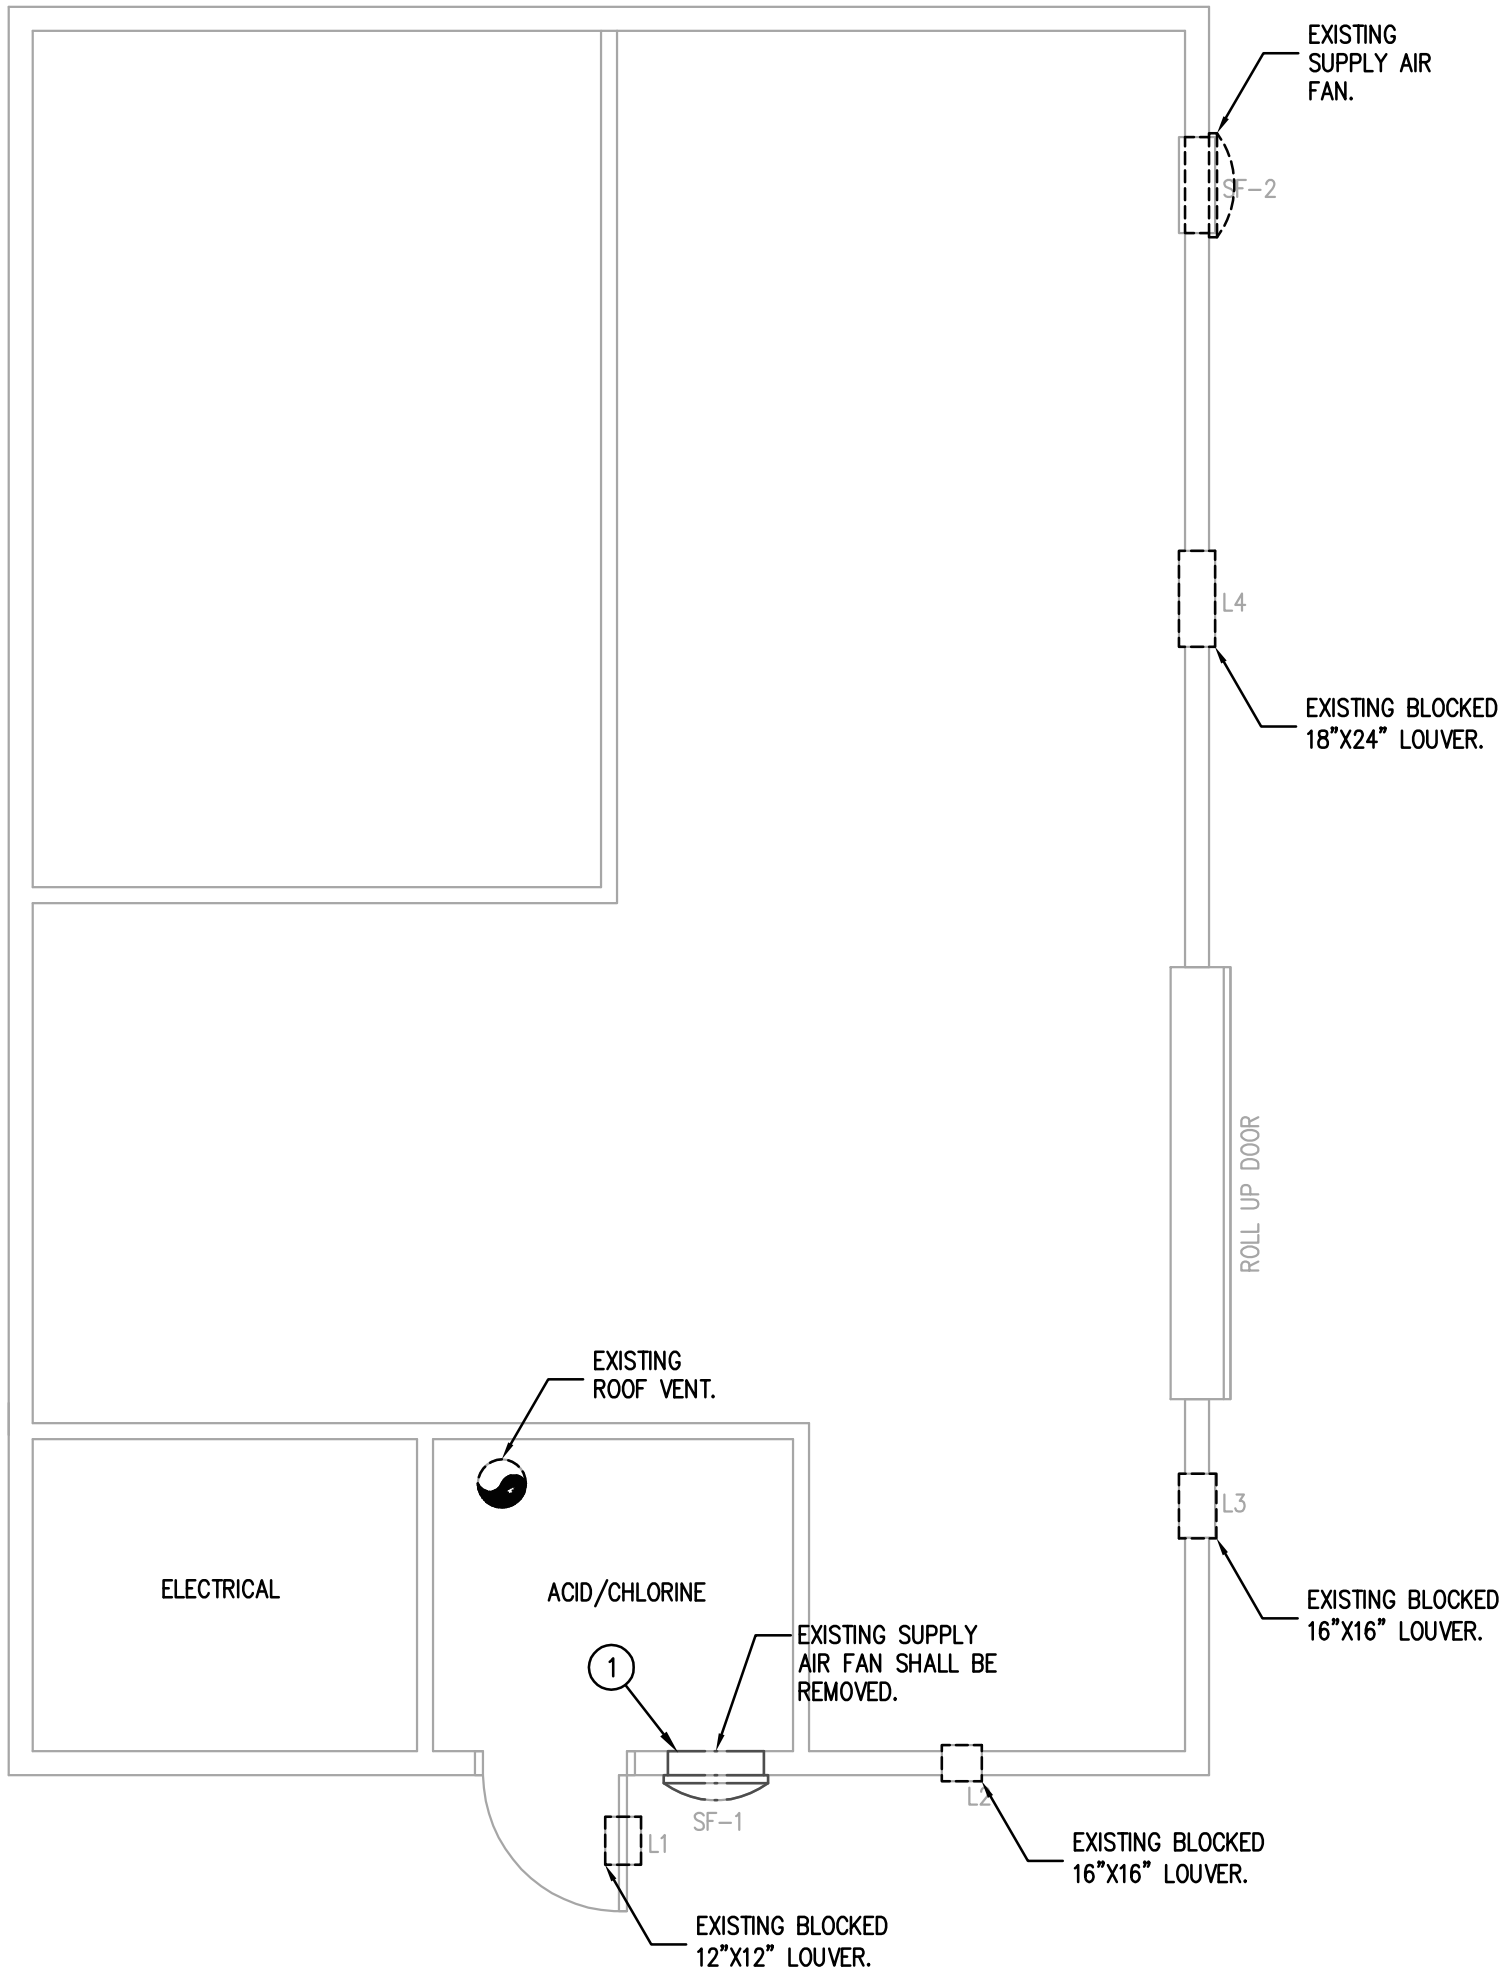 EXISTING
SUPPLY AIR
FAN.
SF-2
L4
EXISTING BLOCKED
18"X24" LOUVER.
ROLL UP DOOR
EXISTING
ROOF VENT.
L3
ELECTRICAL
ACID/CHLORINE
EXISTING BLOCKED
16"X16" LOUVER.
EXISTING SUPPLY
AIR FAN SHALL BE
REMOVED.
1
L2
SF-1
L1
EXISTING BLOCKED
16"X16" LOUVER.
EXISTING BLOCKED
12"X12" LOUVER.